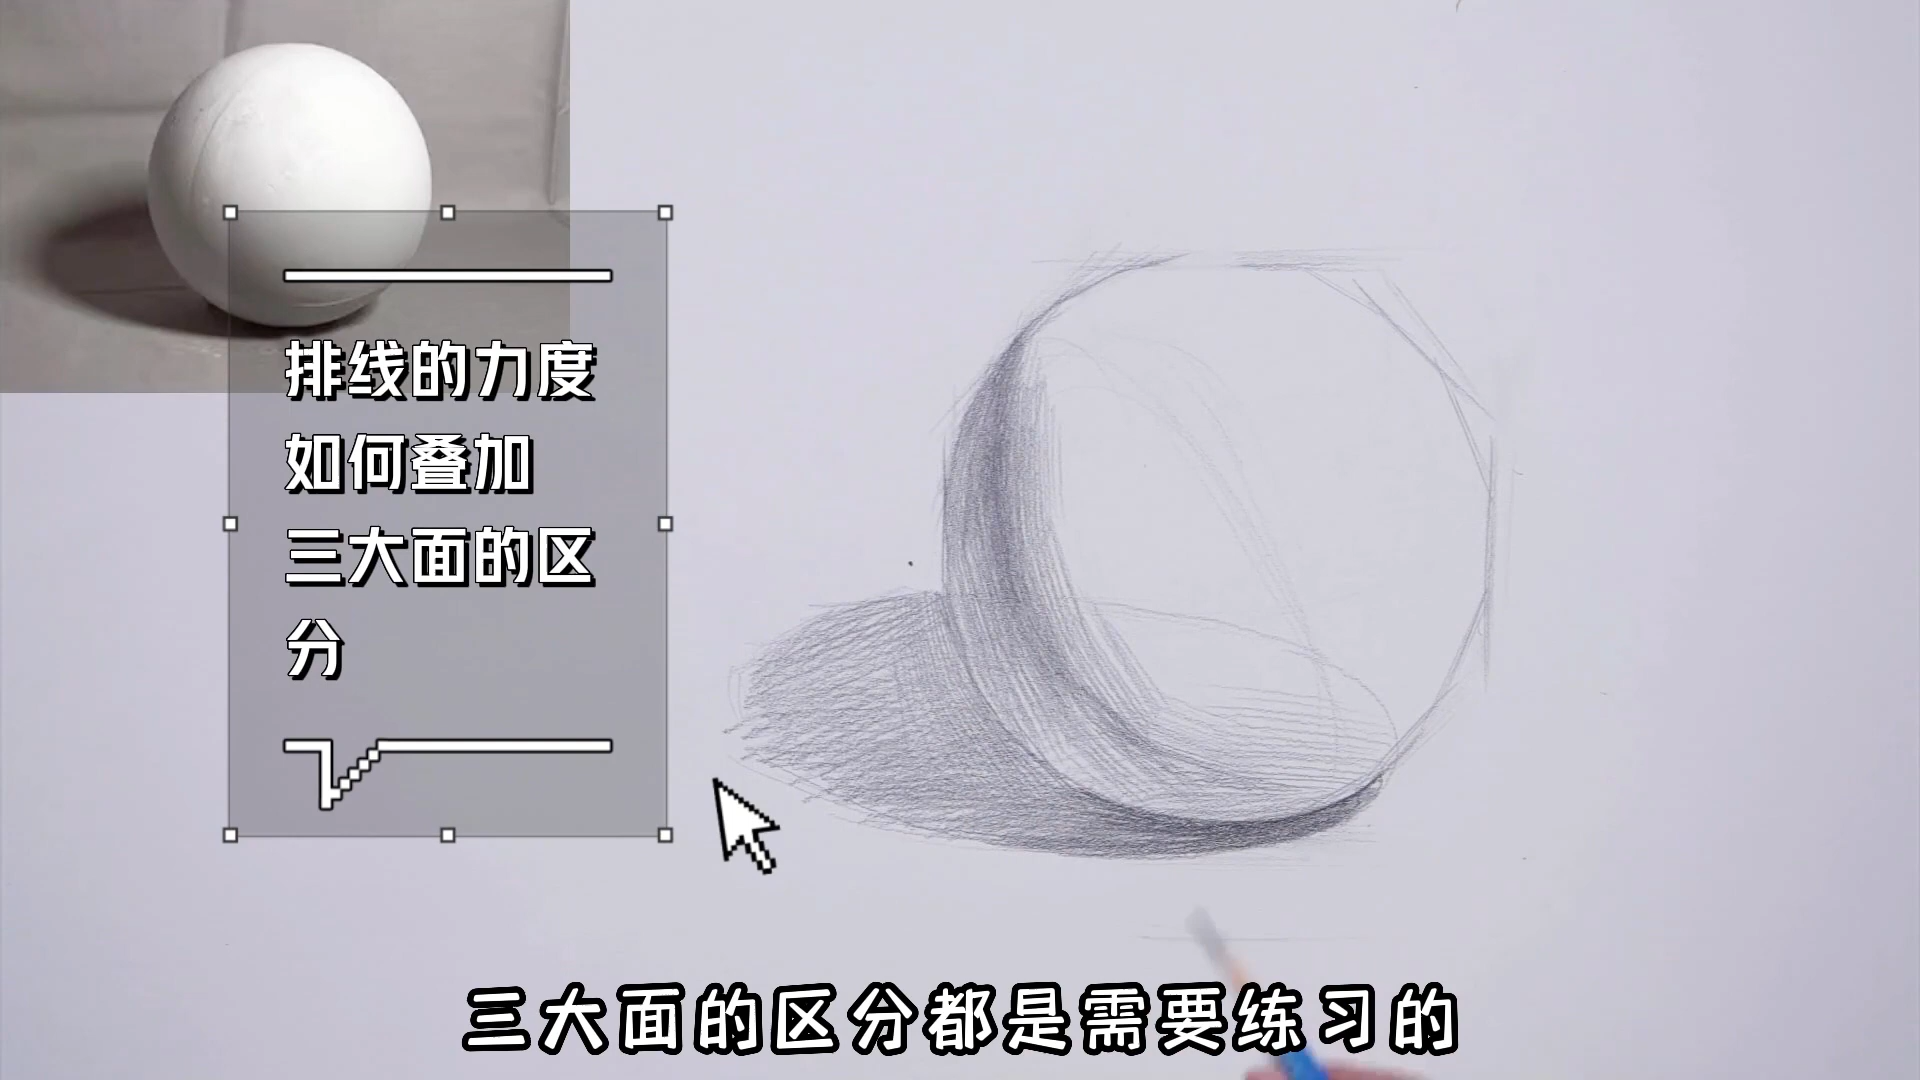 排线的力度
如何叠加
三大面的区
分
三大面的区分都是需要练习的